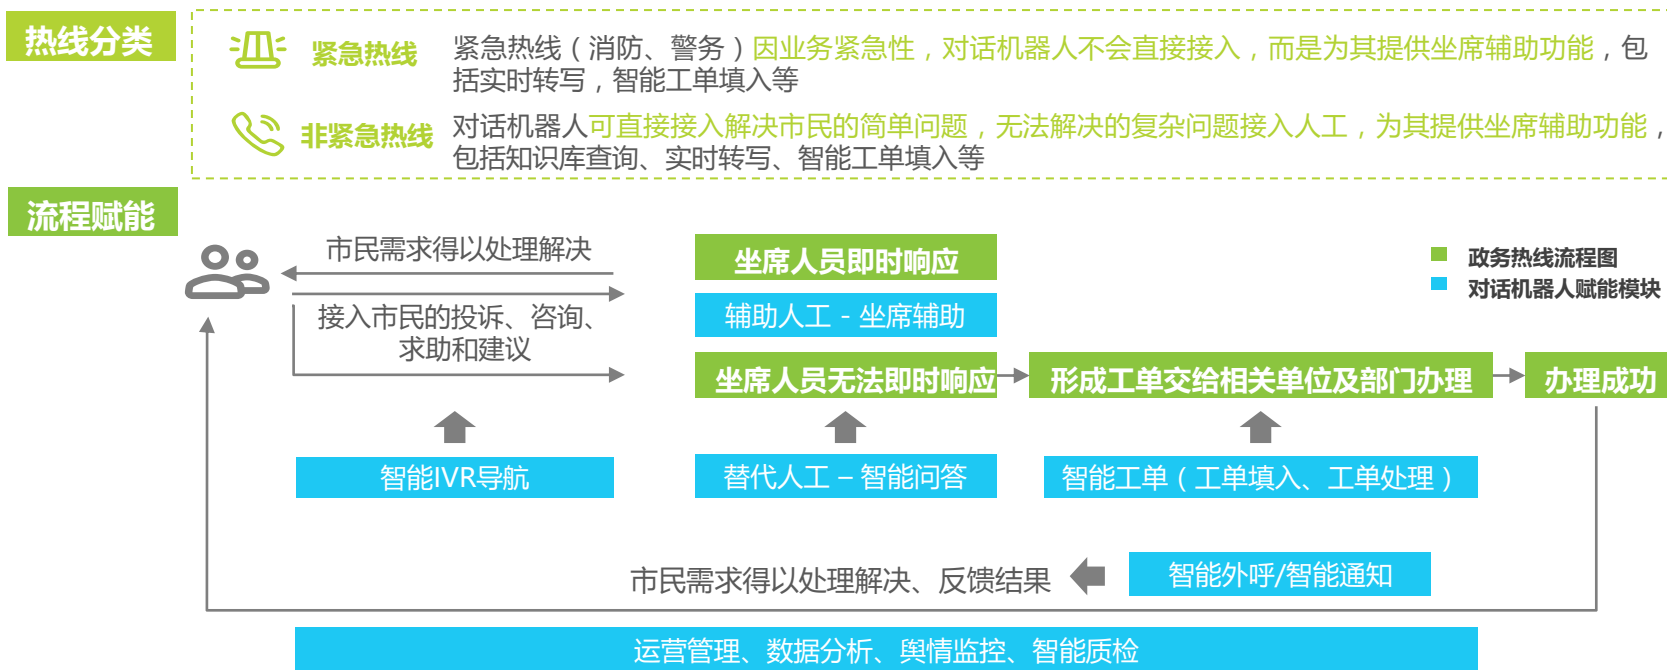 热线分类
紧急热线
紧急热线（消防、警务）因业务紧急性，对话机器人不会直接接入，而是为其提供坐席辅助功能，包
括实时转写，智能工单填入等
非紧急热线
对话机器人可直接接入解决市民的简单问题，无法解决的复杂问题接入人工，为其提供坐席辅助功能，
包括知识库查询、实时转写、智能工单填入等
流程赋能
市民需求得以处理解决
接入市民的投诉、咨询、
求助和建议
坐席人员即时响应
辅助人工 - 坐席辅助
政务热线流程图
对话机器人赋能模块
坐席人员无法即时响应
形成工单交给相关单位及部门办理
办理成功
智能IVR导航
替代人工 – 智能问答
智能工单（工单填入、工单处理）
市民需求得以处理解决、反馈结果
智能外呼/智能通知
运营管理、数据分析、舆情监控、智能质检